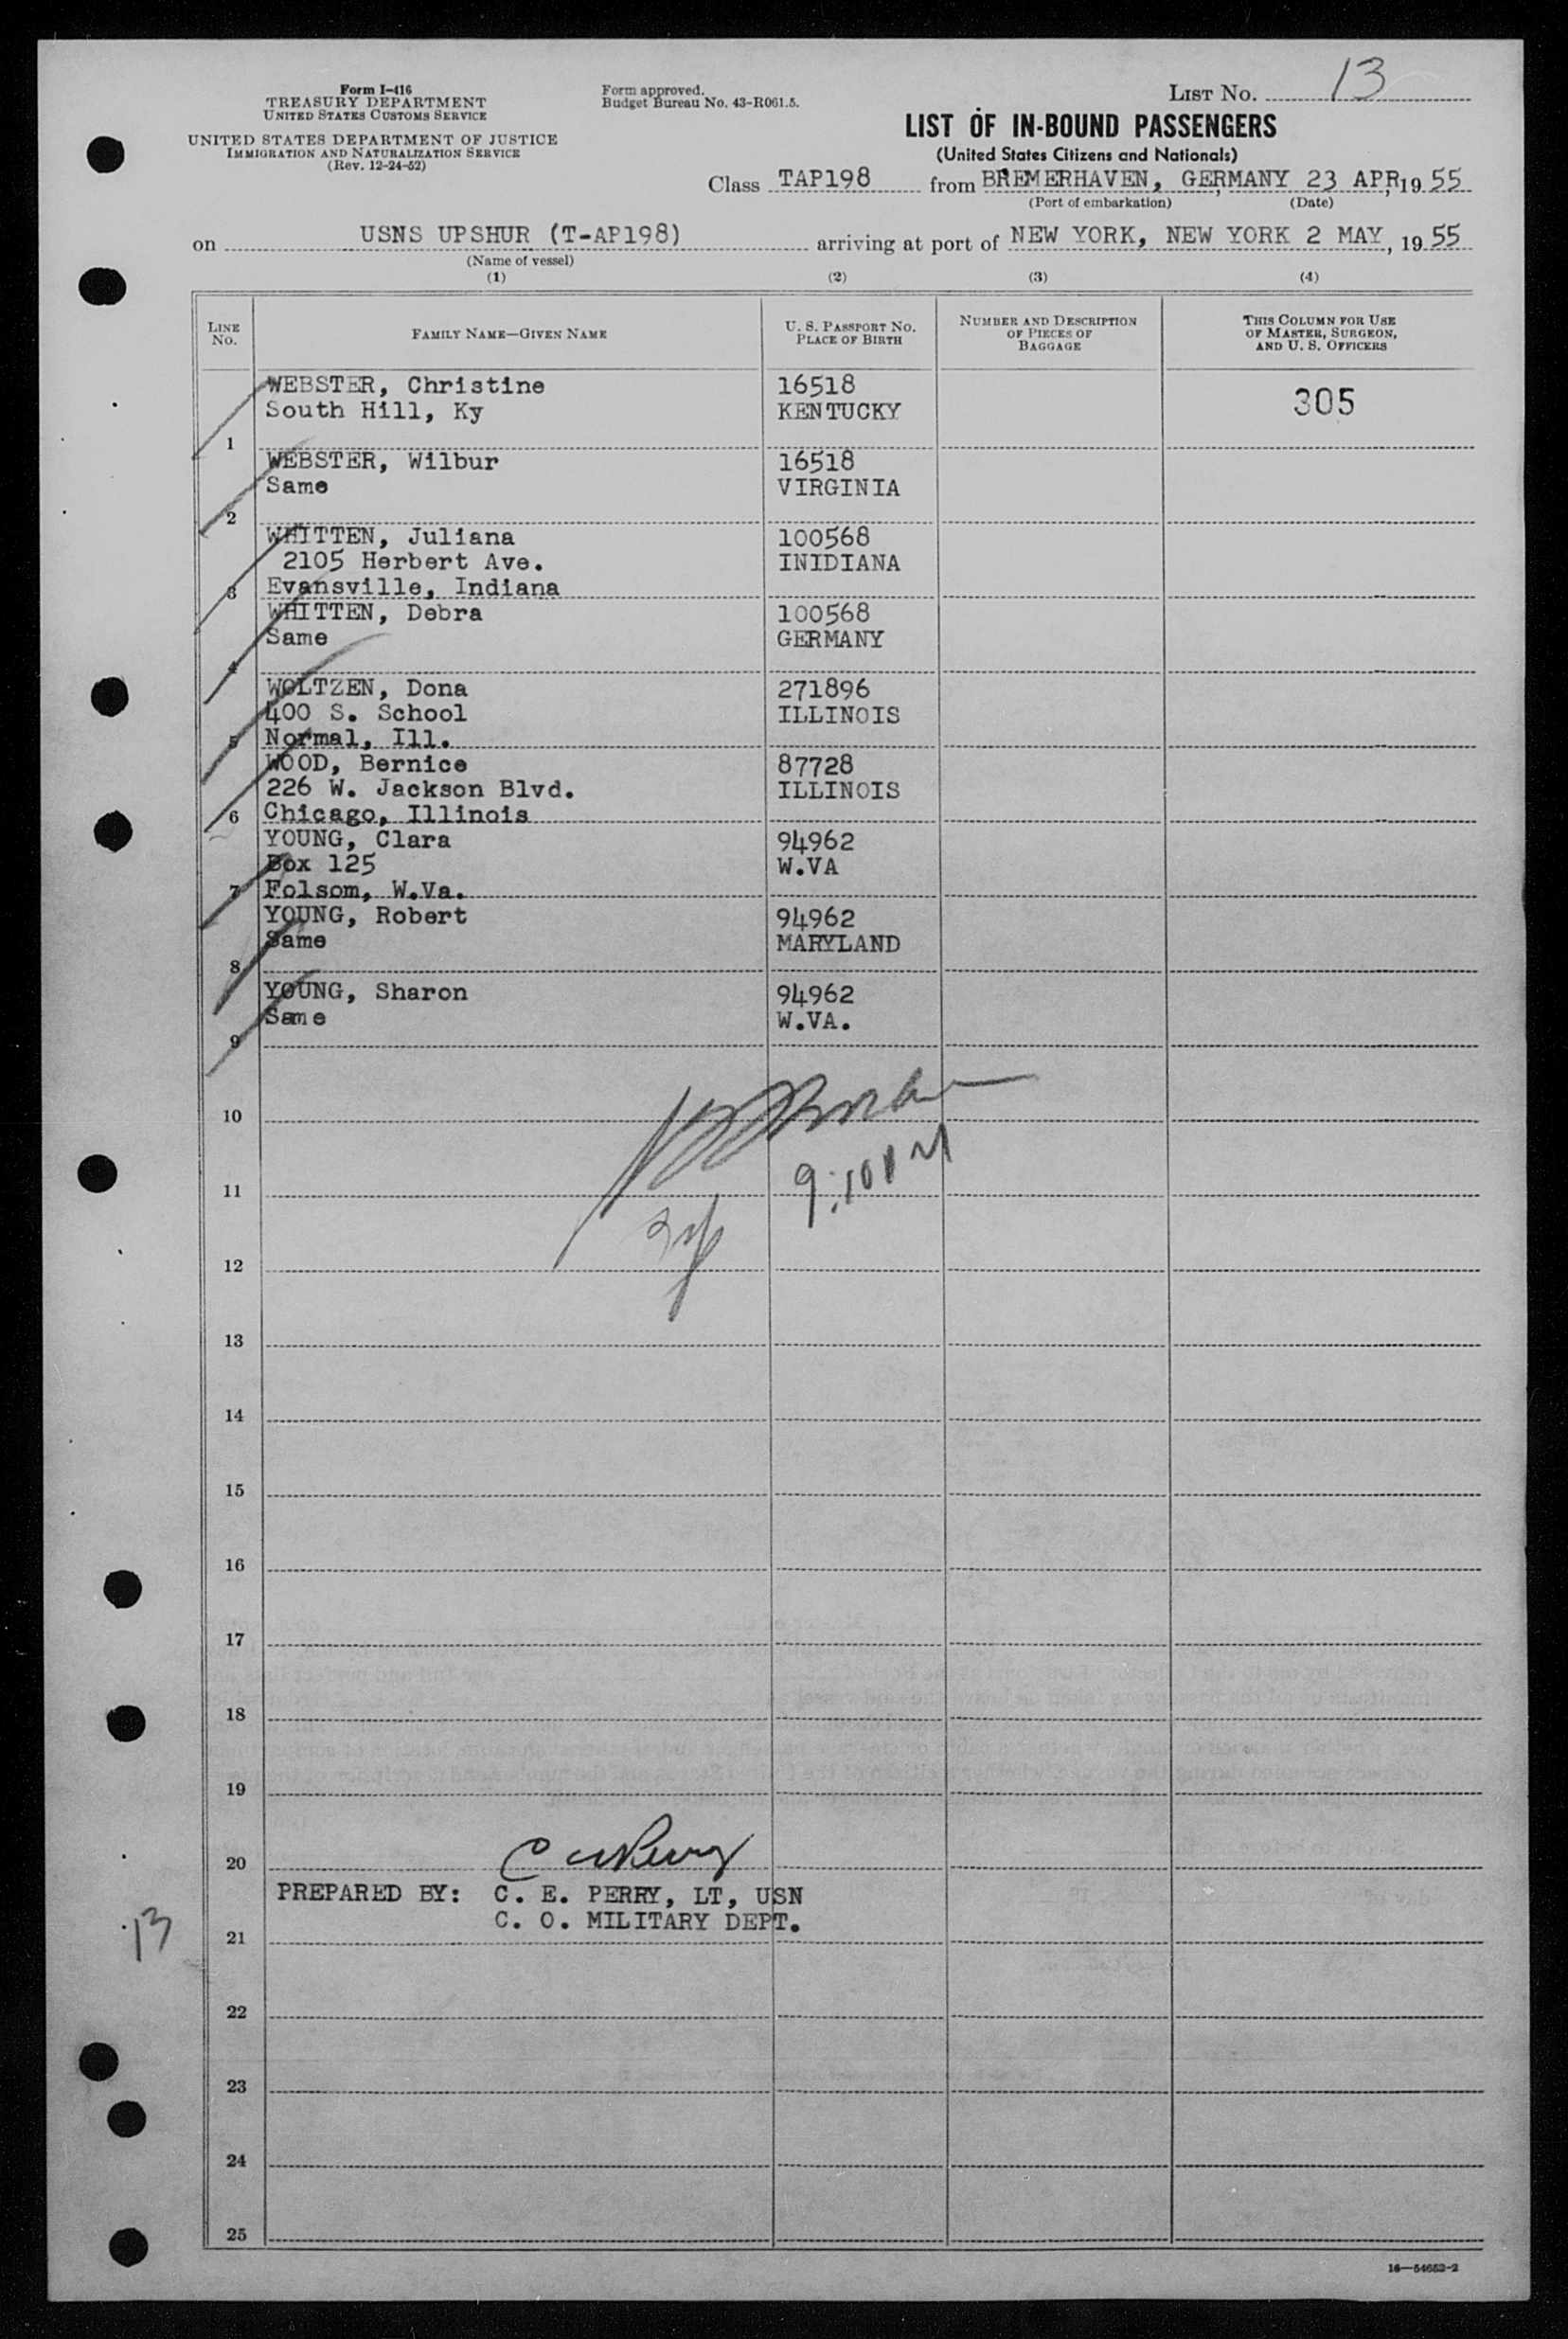 Form I-416
TREASURY DEPARTMENT
UNITED STATES CUSTOMS SERVICE
UNITED STATES DEPARTMENT OF JUSTICE
IMMIGRATION AND NATURALIZATION SERVICE
(Rev. 12-24-52)
Form approved.
Budget Bureau No. 43-R061.5.
LIST No. 13
LIST OF IN-BOUND PASSENGERS
(United States Citizens and Nationals)
Class TAP198 from BREMERHAVEN, GERMANY 23 APR, 19 55
(Port of embarkation) (Date)
on USNS UPSHUR (T-AP198) arriving at port of NEW YORK, NEW YORK 2 MAY, 19 55
(Name of vessel)
(1) (2) (3) (4)
LINE No. FAMILY NAME—GIVEN NAME U. S. PASSPORT No. PLACE OF BIRTH NUMBER AND DESCRIPTION OF PIECES OF BAGGAGE THIS COLUMN FOR USE OF MASTER, SURGEON, AND U. S. OFFICERS
WEBSTER, Christine 16518 305
South Hill, Ky KENTUCKY
1
WEBSTER, Wilbur 16518
Same VIRGINIA
2
WHITTEN, Juliana 100568
2105 Herbert Ave. INIDIANA
3 Evansville, Indiana
WHITTEN, Debra 100568
Same GERMANY
4
WOLTZEN, Dona 271896
400 S. School ILLINOIS
5 Normal, Ill.
WOOD, Bernice 87728
226 W. Jackson Blvd. ILLINOIS
6 Chicago, Illinois
YOUNG, Clara 94962
Box 125 W.VA
7 Folsom, W.Va.
YOUNG, Robert 94962
Same MARYLAND
8
YOUNG, Sharon 94962
Same W.VA.
9
10
11
12
13
14
15
16
17
18
19
20
PREPARED BY: C. E. PERRY, LT, USN
C. O. MILITARY DEPT.
13
21
22
23
24
25
16—54652-2